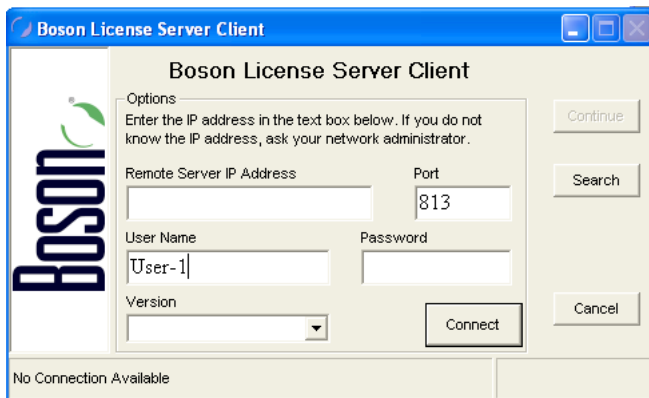 Boson License Server Client
Boson License Server Client
Boson
Options
Enter the IP address in the text box below. If you do not
know the IP address, ask your network administrator.
Continue
Remote Server IP Address
Port
Search
813
User Name
Password
User-1
Version
Connect
Cancel
No Connection Available